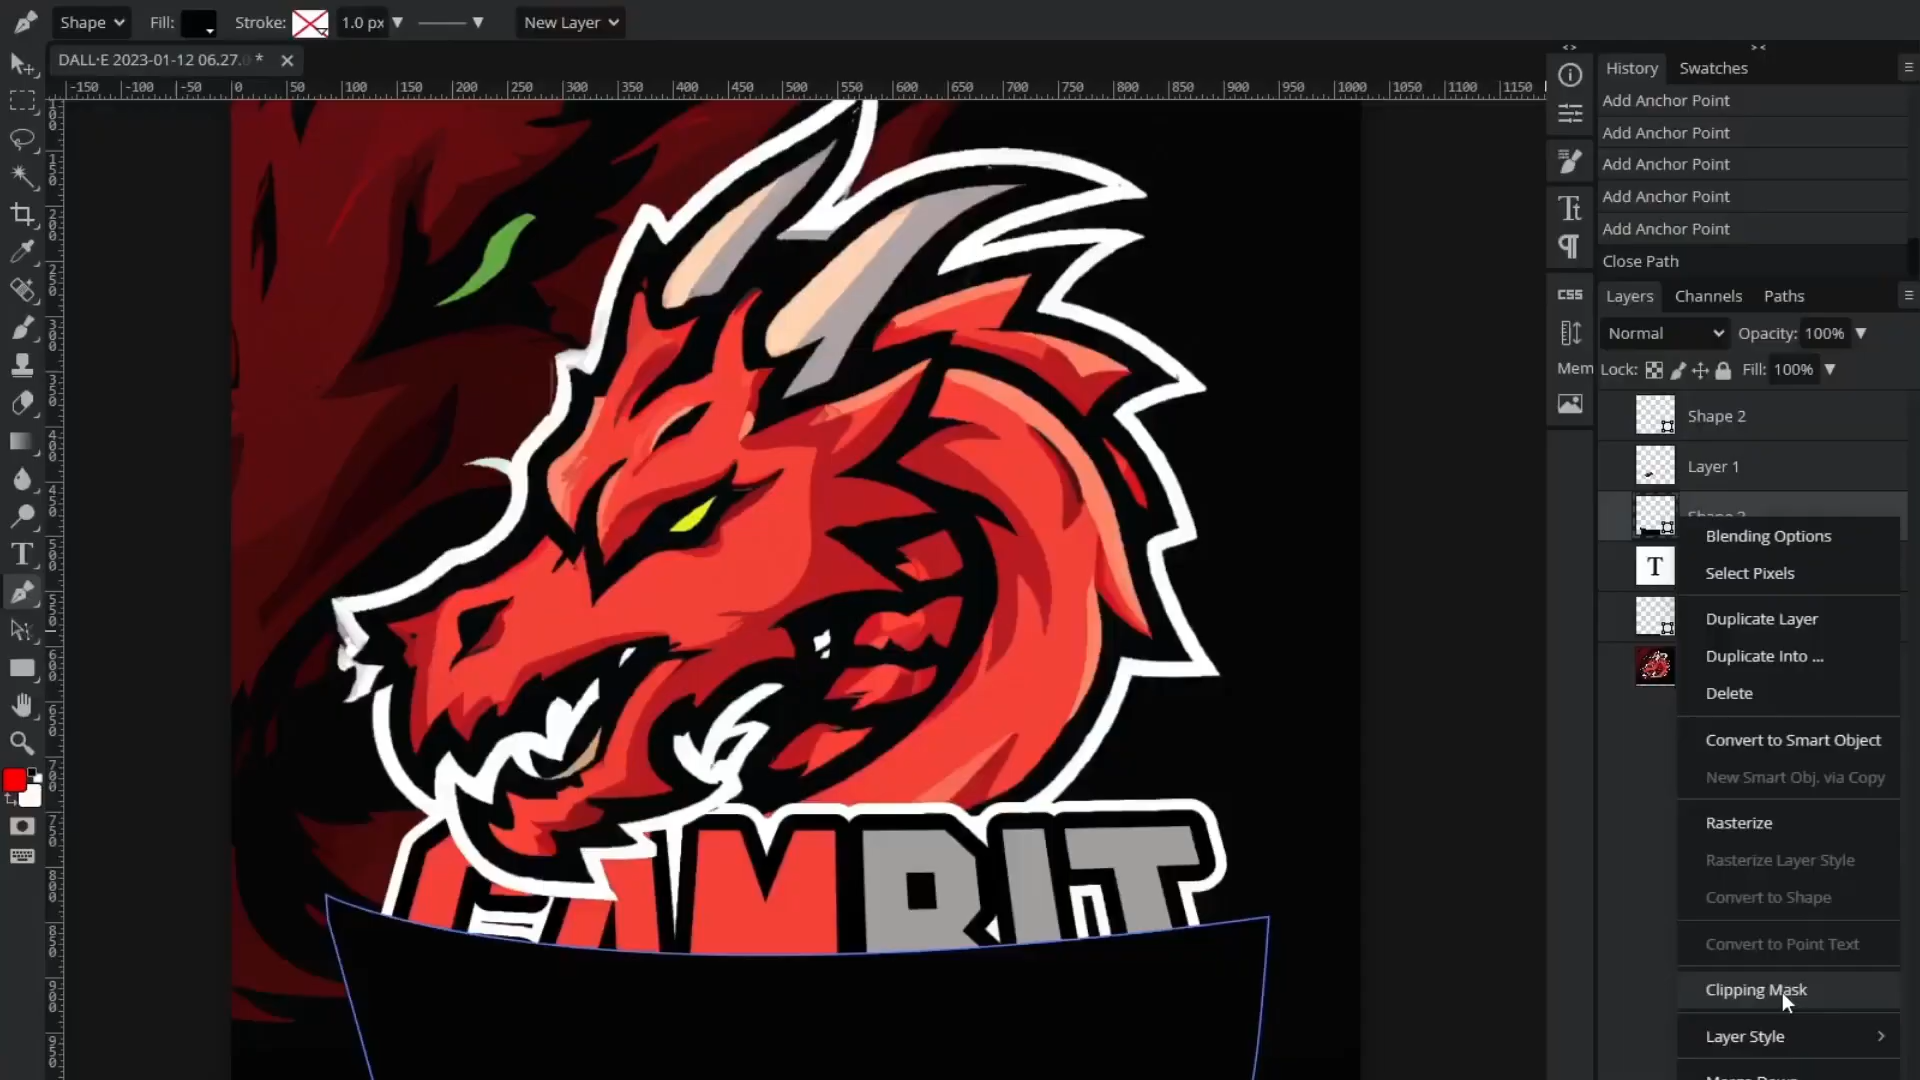 Shape Fill: Stroke: 1.0 px New Layer
DALL·E 2023-01-12 06.27. *
-150 -100 -50 0 50 100 150 200 250 300 350 400 450 500 550 600 650 700 750 800 850 900 950 1000 1050 1100 1150
History Swatches
Add Anchor Point
Add Anchor Point
Add Anchor Point
Add Anchor Point
Add Anchor Point
Close Path
CSS
Layers Channels Paths
Normal Opacity: 100%
Mem Lock: Fill: 100%
Shape 2
Layer 1
Blending Options
Select Pixels
Duplicate Layer
Duplicate Into ...
Delete
Convert to Smart Object
New Smart Obj. via Copy
Rasterize
Rasterize Layer Style
Convert to Shape
Convert to Point Text
Clipping Mask
Layer Style
GAMBIT